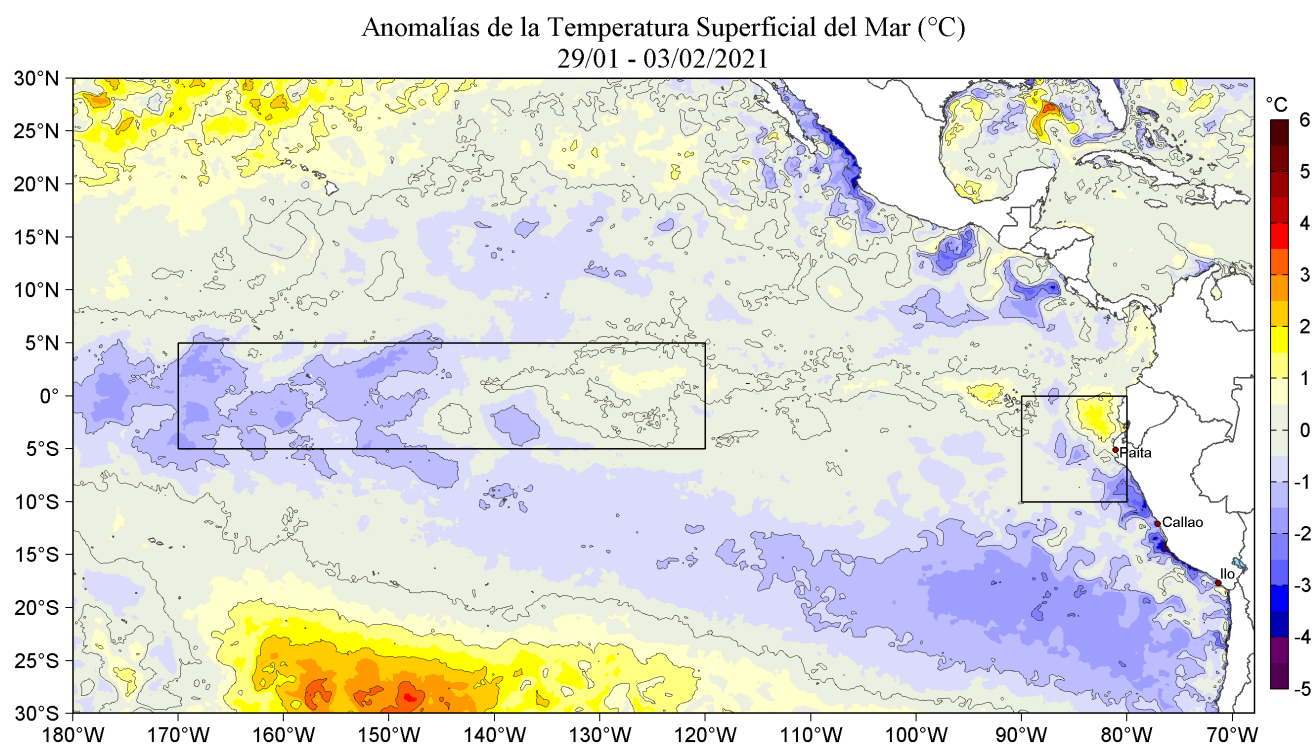 Anomalías de la Temperatura Superficial del Mar (°C)
29/01 - 03/02/2021
30°N
25°N
20°N
15°N
10°N
5°N
0°
5°S
10°S
15°S
20°S
25°S
30°S
180°W 170°W 160°W 150°W 140°W 130°W 120°W 110°W 100°W 90°W 80°W 70°W
Paita
Callao
Ilo
°C
6
5
4
3
2
1
0
-1
-2
-3
-4
-5